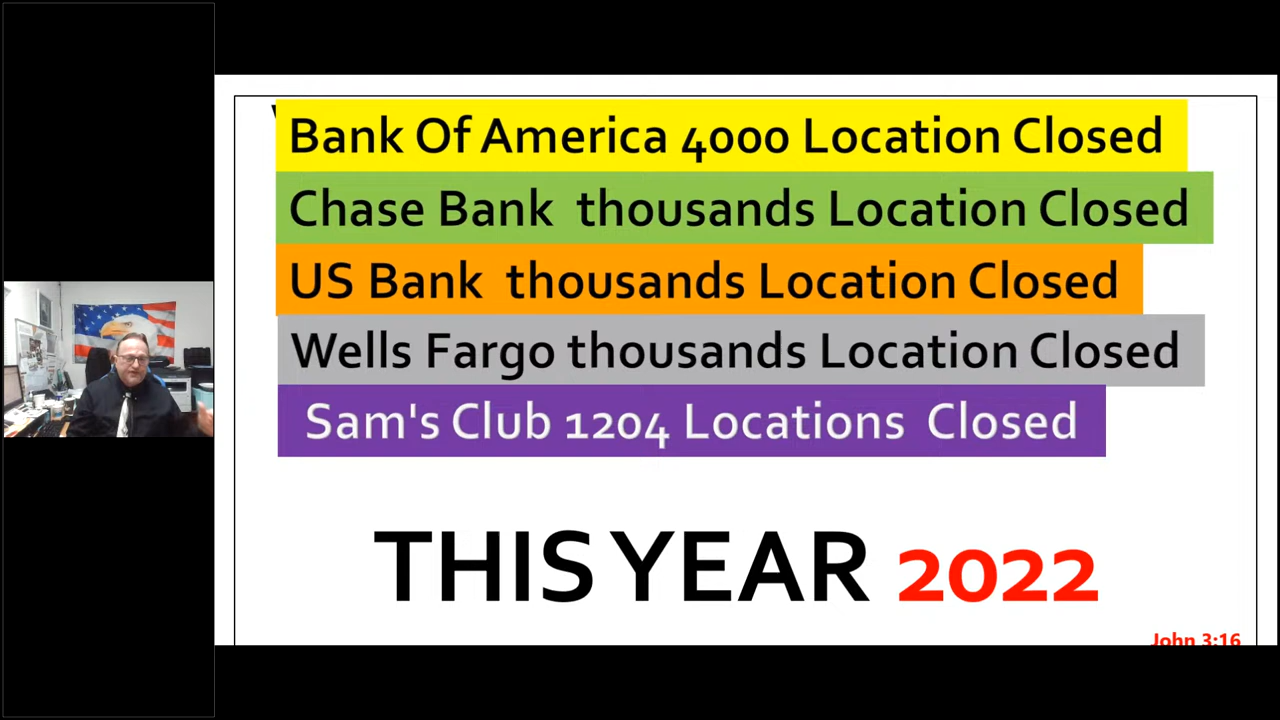 Bank Of America 4000 Location Closed
Chase Bank thousands Location Closed
US Bank thousands Location Closed
Wells Fargo thousands Location Closed
Sam's Club 1204 Locations Closed
THIS YEAR 2022
John 3:16